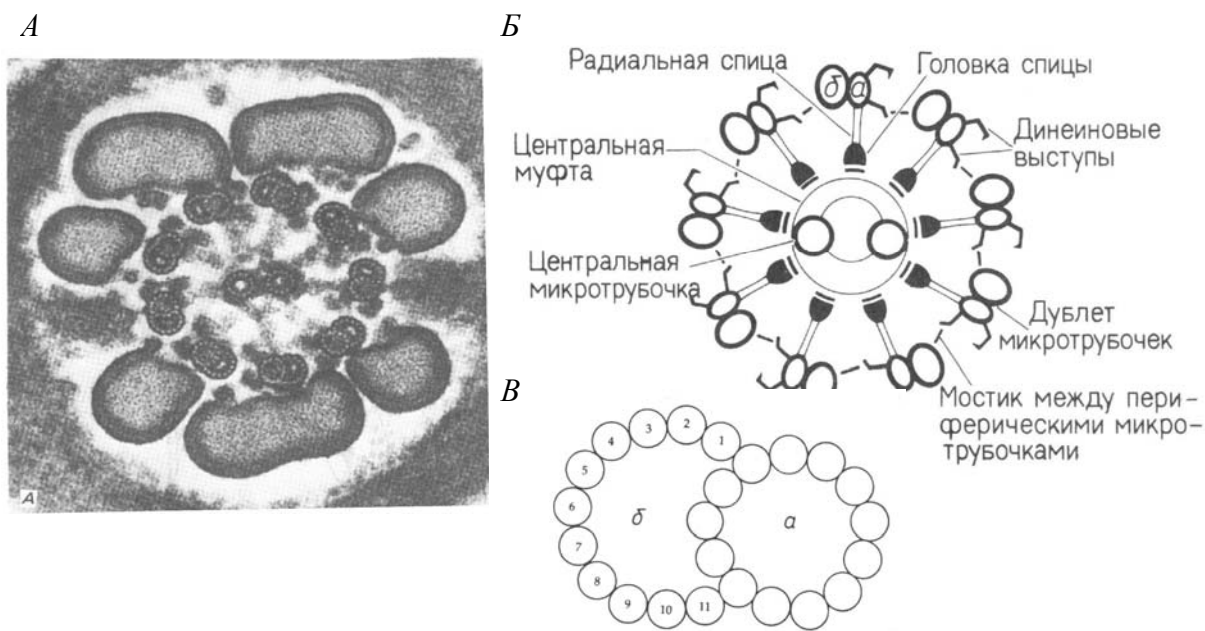 А
Б
Радиальная спица
Головка спицы
б а
Центральная
муфта
Динеиновые
выступы
Центральная
микротрубочка
Дублет
микротрубочек
Мостик между пери-
ферическими микро-
трубочками
А
В
1
2
3
4
5
6
7
8
9
10
11
б
а